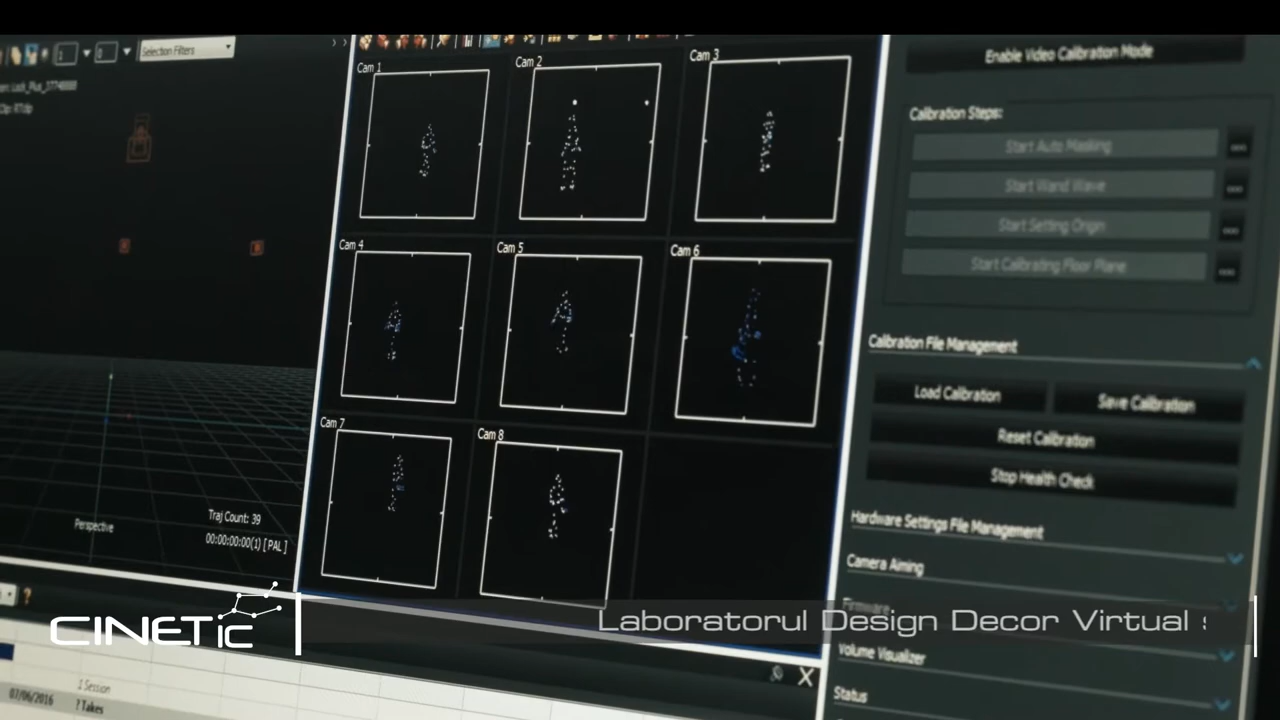 Selection Filters
Enable Video Calibration Mode
Cam 1
Cam 2
Cam 3
Calibration Steps:
Start Auto Masking
Start Wand Wave
Start Setting Origin
Start Calibrating Floor Plane
Cam 4
Cam 5
Cam 6
Calibration File Management
Load Calibration
Save Calibration
Reset Calibration
Stop Health Check
Cam 7
Cam 8
Perspective
Traj Count: 39
00:00:00:00(1) [PAL]
Hardware Settings File Management
Camera Aiming
Firmware
Volume Visualizer
Status
CINETic
Laboratorul Design Decor Virtual
1 Session
07/06/2016
? Takes